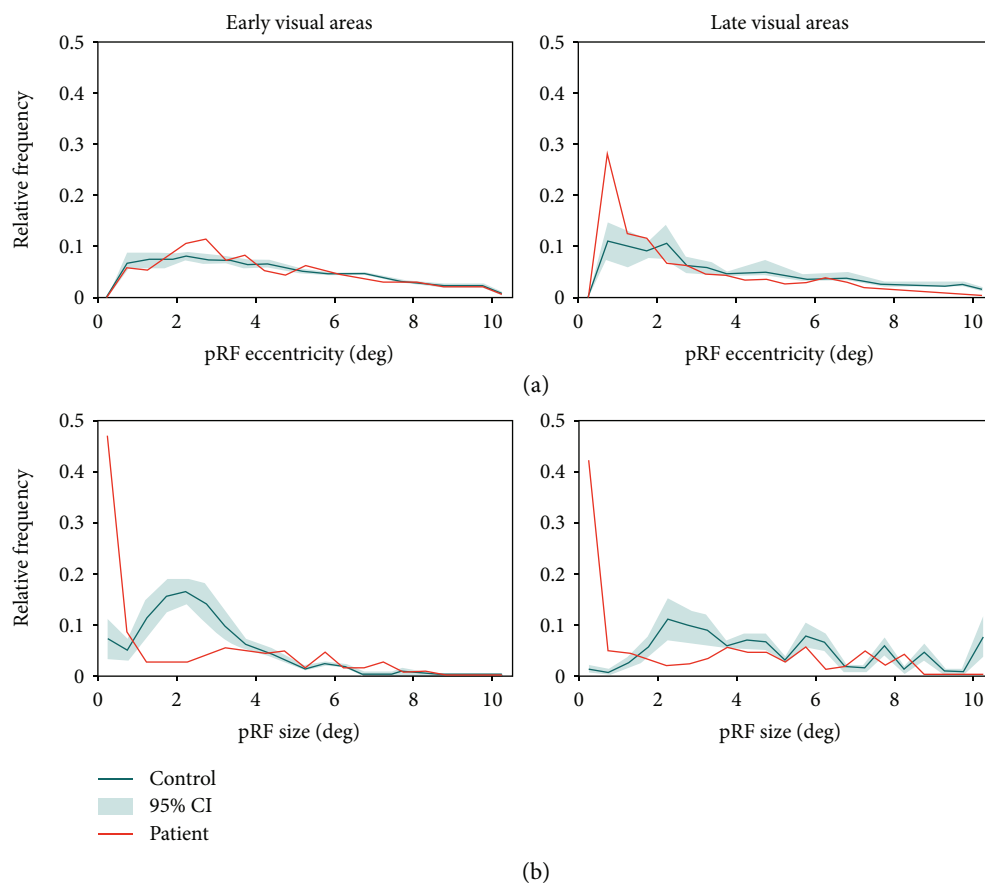 Early visual areas
Late visual areas
Relative frequency
0.5
0.4
0.3
0.2
0.1
0
0 2 4 6 8 10
pRF eccentricity (deg)
0.5
0.4
0.3
0.2
0.1
0
0 2 4 6 8 10
pRF eccentricity (deg)
(a)
Relative frequency
0.5
0.4
0.3
0.2
0.1
0
0 2 4 6 8 10
pRF size (deg)
0.5
0.4
0.3
0.2
0.1
0
0 2 4 6 8 10
pRF size (deg)
Control
95% CI
Patient
(b)